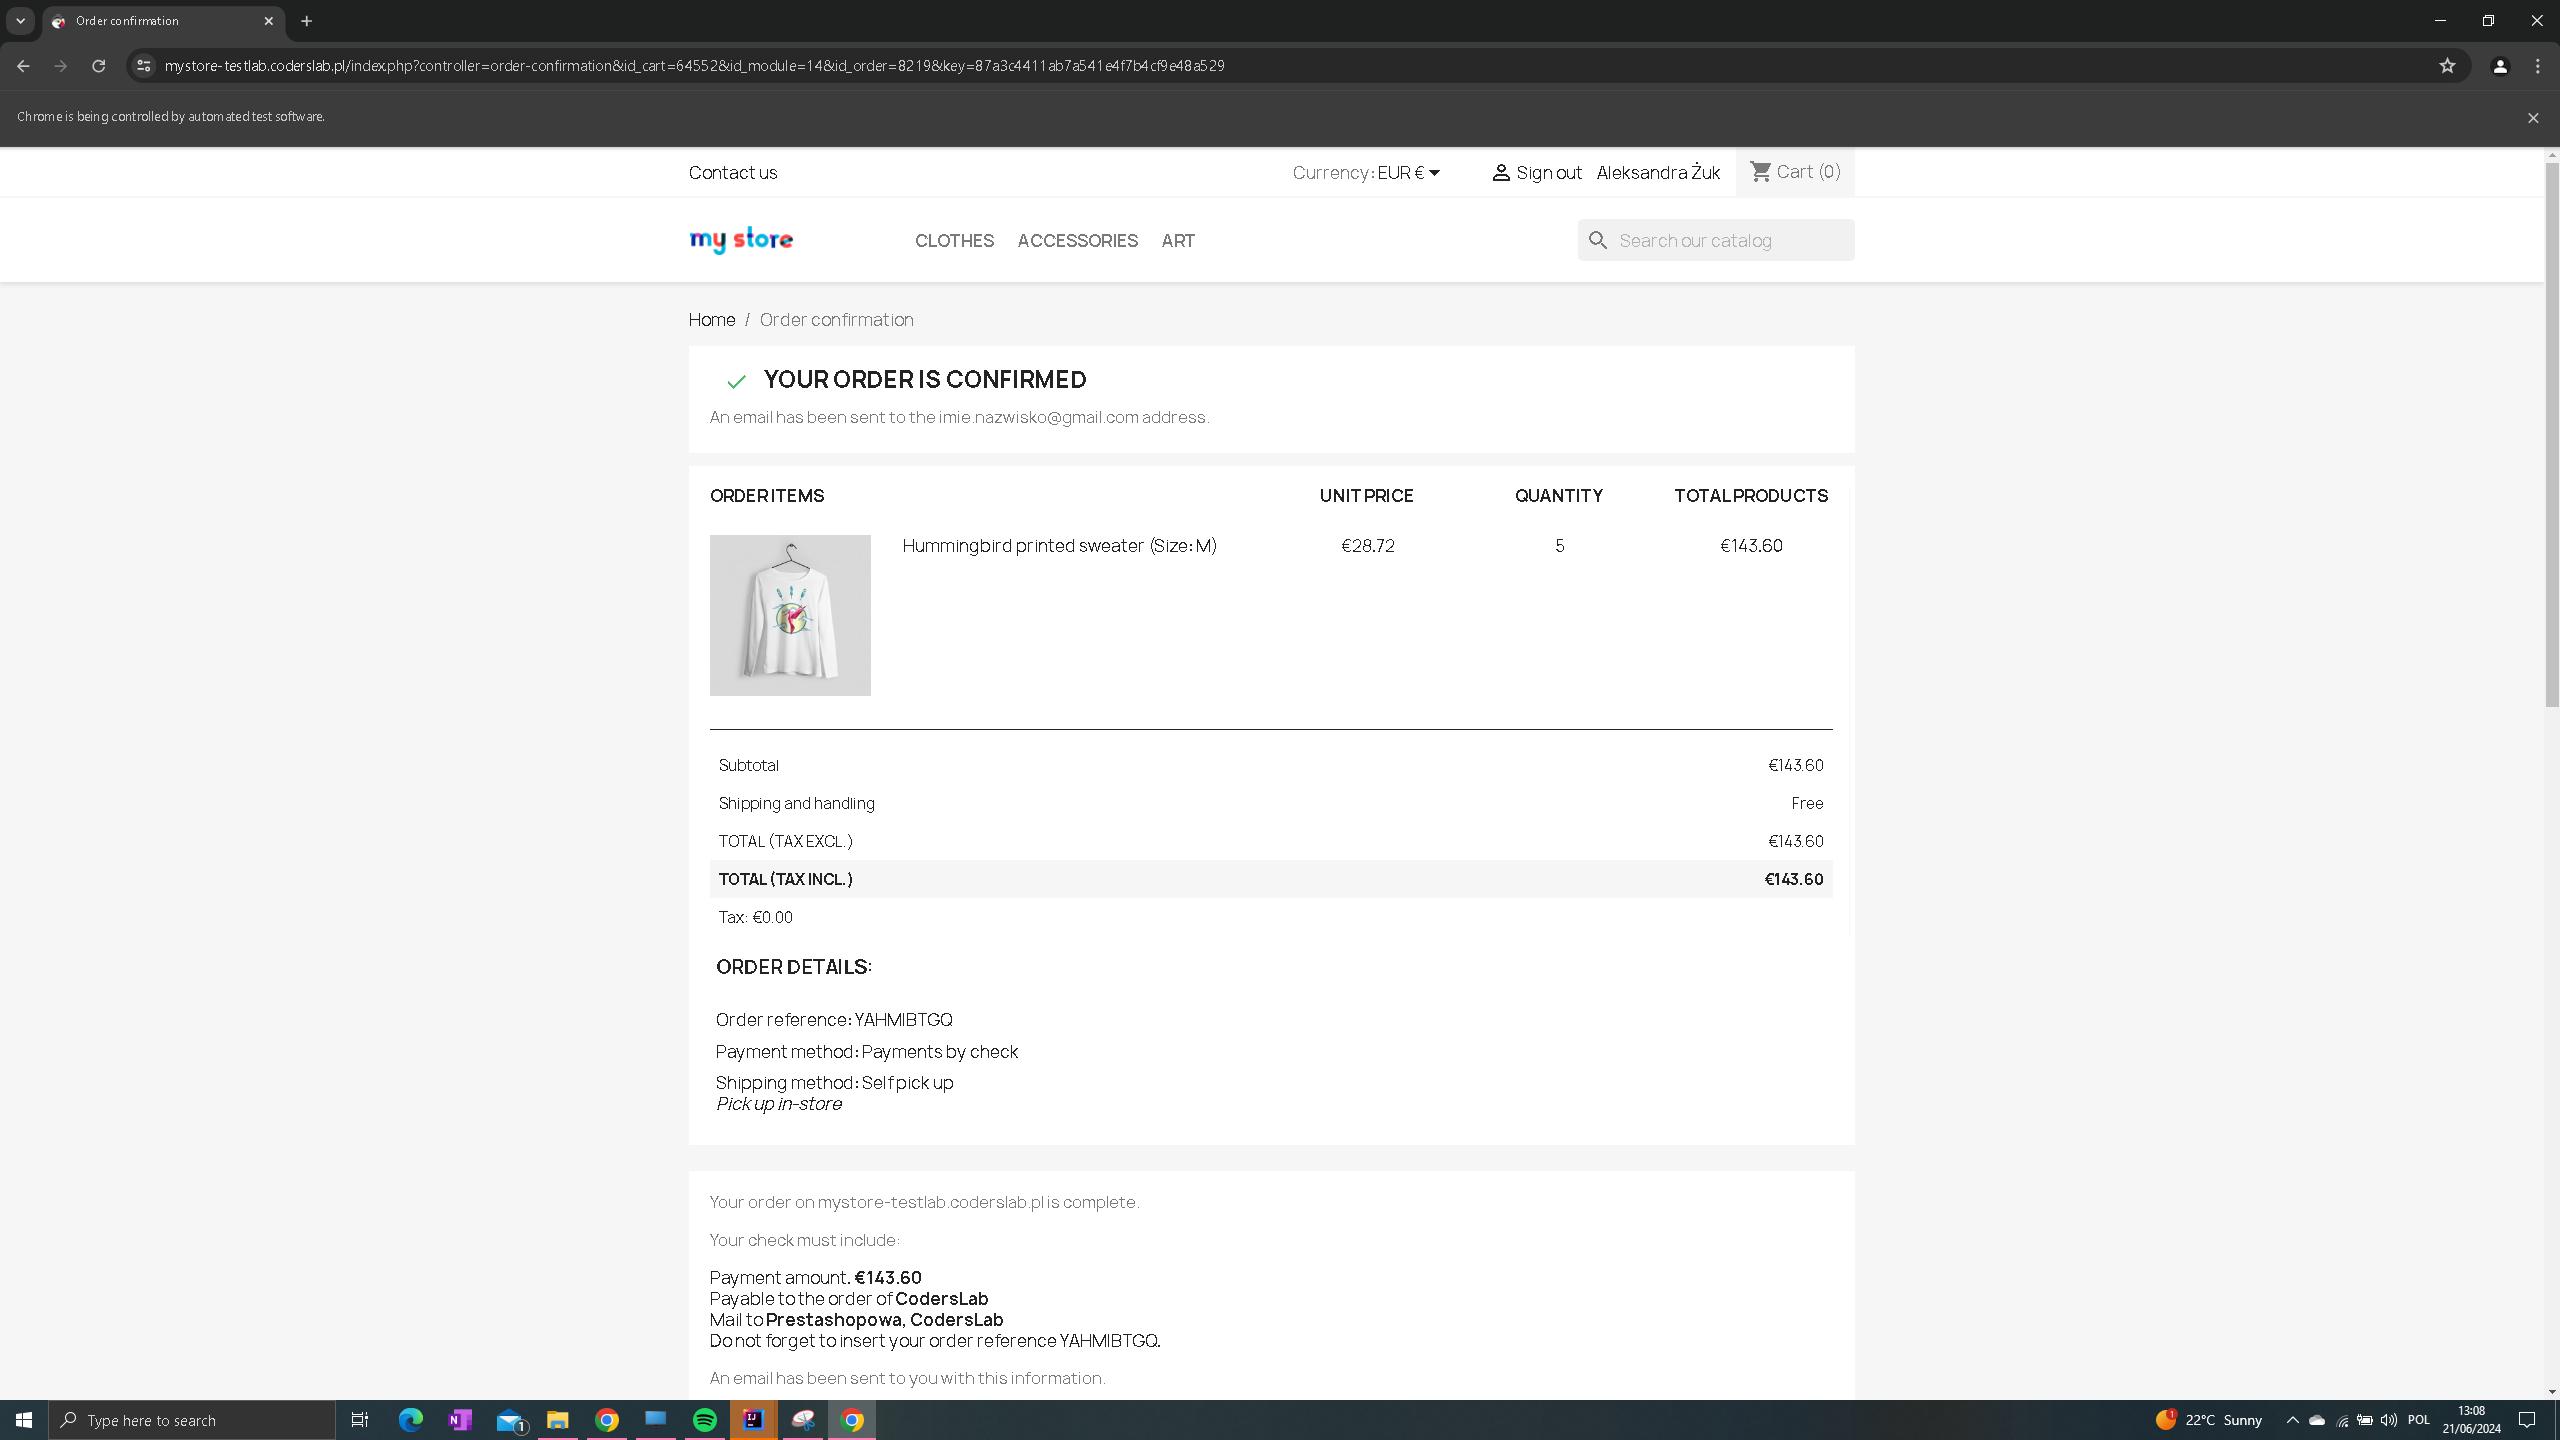 Order confirmation
mystore-testlab.coderslab.pl/index.php?controller=order-confirmation&id_cart=64552&id_module=14&id_order=8219&key=87a3c4411ab7a541e4f7b4cf9e48a529
Chrome is being controlled by automated test software.
Contact us
Currency: EUR €
Sign out
Aleksandra Żuk
Cart (0)
my store
CLOTHES
ACCESSORIES
ART
Search our catalog
Home / Order confirmation
YOUR ORDER IS CONFIRMED
An email has been sent to the imie.nazwisko@gmail.com address.
ORDER ITEMS UNIT PRICE QUANTITY TOTAL PRODUCTS
Hummingbird printed sweater (Size: M) €28.72 5 €143.60
Subtotal €143.60
Shipping and handling Free
TOTAL (TAX EXCL.) €143.60
TOTAL (TAX INCL.) €143.60
Tax: €0.00
ORDER DETAILS:
Order reference: YAHMIBTGQ
Payment method: Payments by check
Shipping method: Self pick up
Pick up in-store
Your order on mystore-testlab.coderslab.pl is complete.
Your check must include:
Payment amount. €143.60
Payable to the order of CodersLab
Mail to Prestashopowa, CodersLab
Do not forget to insert your order reference YAHMIBTGQ.
An email has been sent to you with this information.
Type here to search
N
1
IJ
1
22°C Sunny
POL
13:08
21/06/2024